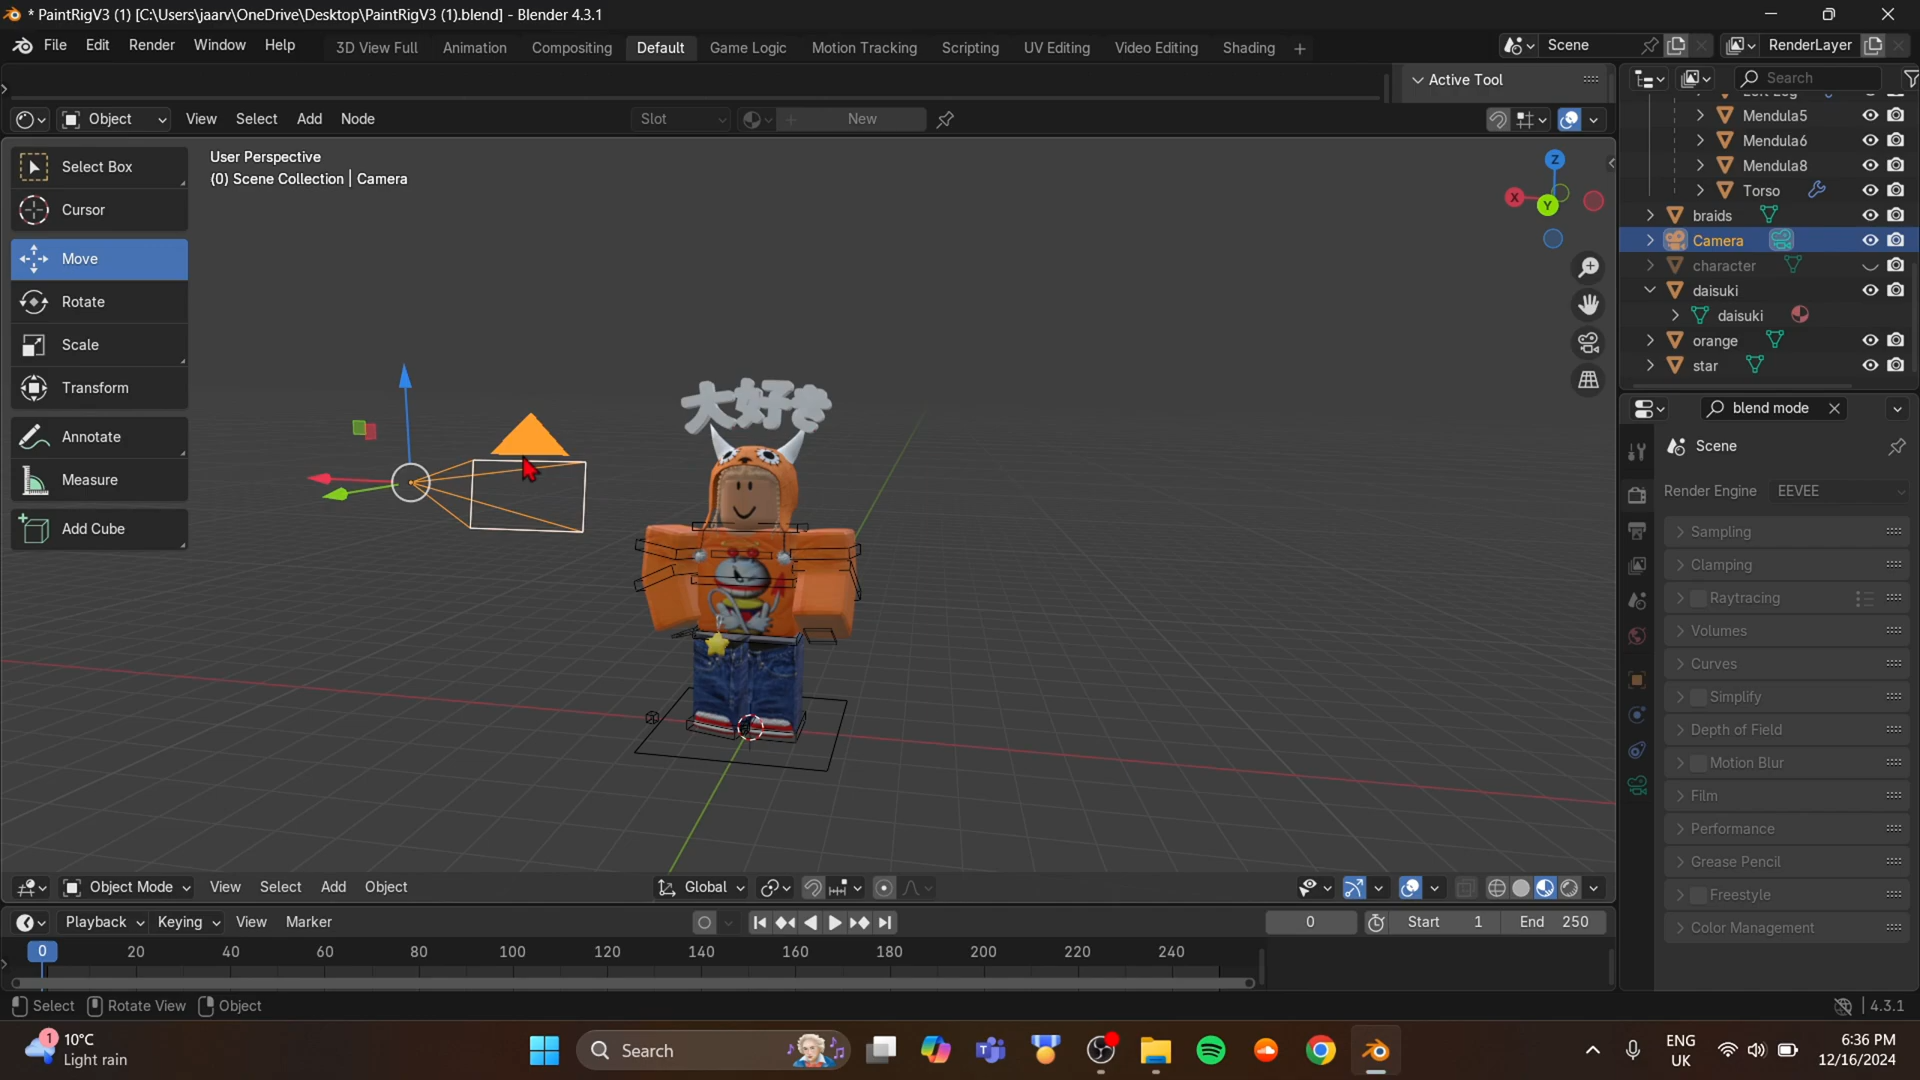 * PaintRigV3 (1) [C:\Users\jaarv\OneDrive\Desktop\PaintRigV3 (1).blend] - Blender 4.3.1
File Edit Render Window Help 3D View Full Animation Compositing Default Game Logic Motion Tracking Scripting UV Editing Video Editing Shading + Scene RenderLayer
Active Tool
Search
Object View Select Add Node Slot New
Mendula5
Mendula6
Mendula8
Torso
braids
Camera
character
daisuki
daisuki
orange
star
User Perspective
(0) Scene Collection | Camera
Select Box
Cursor
Move
Rotate
Scale
Transform
Annotate
Measure
Add Cube
Z
X
Y
大好き
blend mode
Scene
Render Engine EEVEE
Sampling
Clamping
Raytracing
Volumes
Curves
Simplify
Depth of Field
Motion Blur
Film
Performance
Grease Pencil
Freestyle
Color Management
Object Mode View Select Add Object Global
Playback Keying View Marker 0 Start 1 End 250
0 20 40 60 80 100 120 140 160 180 200 220 240
Select Rotate View Object 4.3.1
1
10°C
Light rain
Search
ENG
UK
6:36 PM
12/16/2024